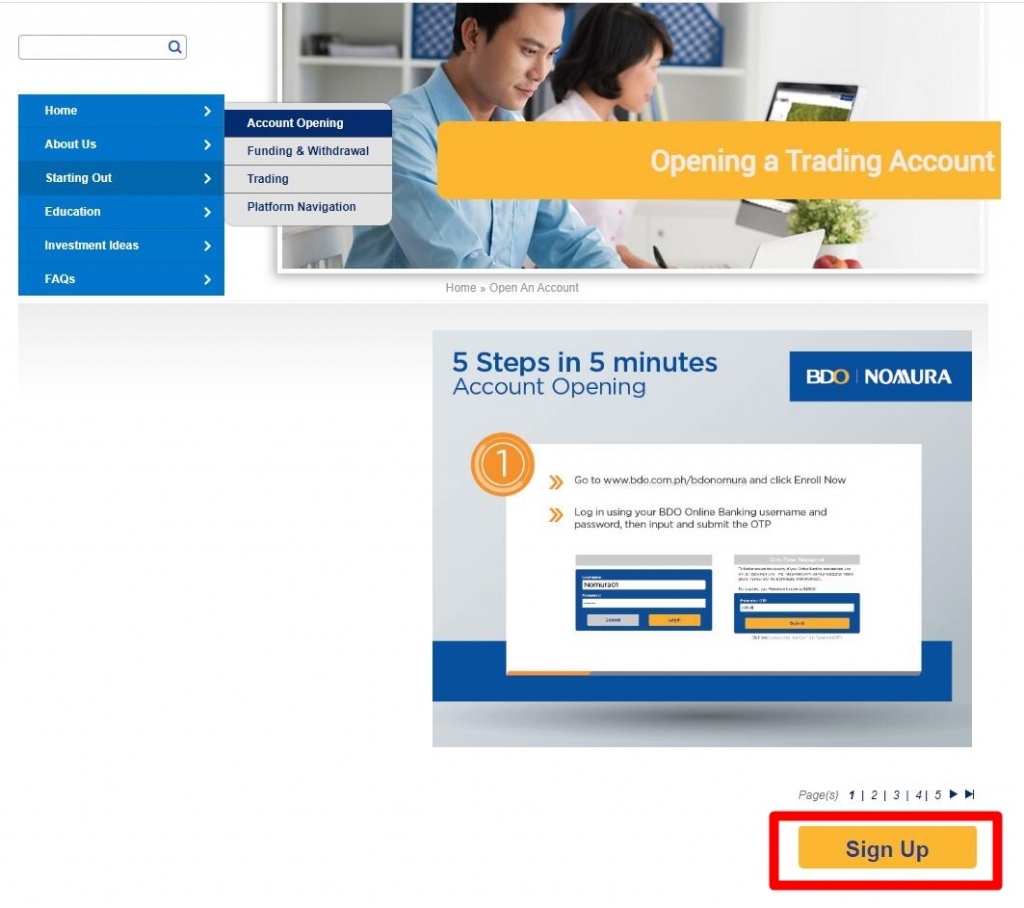 Home
About Us
Starting Out
Education
Investment Ideas
FAQs
Account Opening
Funding & Withdrawal
Trading
Platform Navigation
Opening a Trading Account
Home » Open An Account
5 Steps in 5 minutes
Account Opening
BDO | NOMURA
1
Go to www.bdo.com.ph/bdonomura and click Enroll Now
Log in using your BDO Online Banking username and
password, then input and submit the OTP
Username
Nomura01
Password
Cancel
Login
One Time Password
Submit
Page(s) 1 | 2 | 3 | 4 | 5
Sign Up